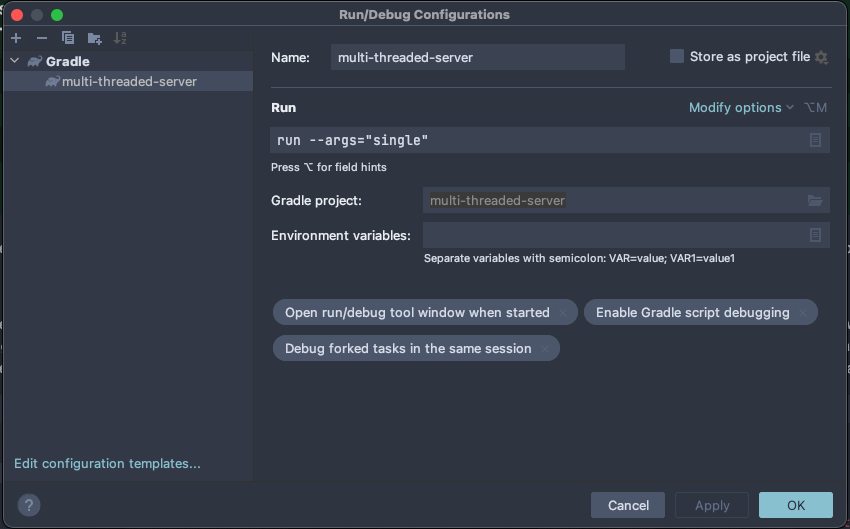 Run/Debug Configurations
Gradle
multi-threaded-server
Name: multi-threaded-server
Store as project file
Run
Modify options ⌥M
run --args="single"
Press ⌥ for field hints
Gradle project: multi-threaded-server
Environment variables:
Separate variables with semicolon: VAR=value; VAR1=value1
Open run/debug tool window when started
Enable Gradle script debugging
Debug forked tasks in the same session
Edit configuration templates...
?
Cancel
Apply
OK